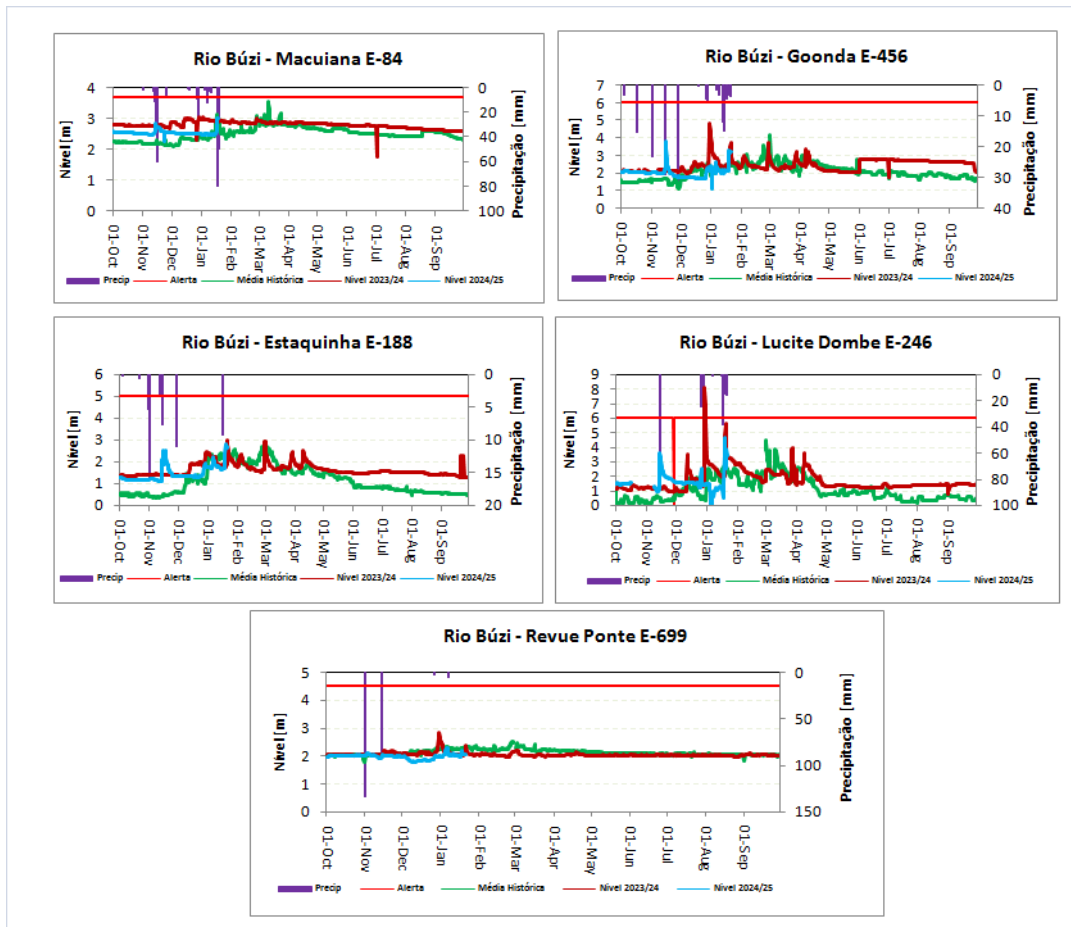 Rio Búzi - Macuiana E-84
Nível [m]
4
3
2
1
0
0
20
40
60
80
100
Precipitação [mm]
01-Oct
01-Nov
01-Dec
01-Jan
01-Feb
01-Mar
01-Apr
01-May
01-Jun
01-Jul
01-Aug
01-Sep
Precip Alerta Média Histórica Nivel 2023/24 Nivel 2024/25
Rio Búzi - Goonda E-456
Nível [m]
7
6
5
4
3
2
1
0
0
10
20
30
40
Precipitação [mm]
01-Oct
01-Nov
01-Dec
01-Jan
01-Feb
01-Mar
01-Apr
01-May
01-Jun
01-Jul
01-Aug
01-Sep
Precip Alerta Média Histórica Nivel 2023/24 Nivel 2024/25
Rio Búzi - Estaquinha E-188
Nível [m]
6
5
4
3
2
1
0
0
5
10
15
20
Precipitação [mm]
01-Oct
01-Nov
01-Dec
01-Jan
01-Feb
01-Mar
01-Apr
01-May
01-Jun
01-Jul
01-Aug
01-Sep
Precip Alerta Média Histórica Nivel 2023/24 Nivel 2024/25
Rio Búzi - Lucite Dombe E-246
Nível [m]
9
8
7
6
5
4
3
2
1
0
0
20
40
60
80
100
Precipitação [mm]
01-Oct
01-Nov
01-Dec
01-Jan
01-Feb
01-Mar
01-Apr
01-May
01-Jun
01-Jul
01-Aug
01-Sep
Precip Alerta Média Histórica Nivel 2023/24 Nivel 2024/25
Rio Búzi - Revue Ponte E-699
Nível [m]
5
4
3
2
1
0
0
50
100
150
Precipitação [mm]
01-Oct
01-Nov
01-Dec
01-Jan
01-Feb
01-Mar
01-Apr
01-May
01-Jun
01-Jul
01-Aug
01-Sep
Precip Alerta Média Histórica Nivel 2023/24 Nivel 2024/25